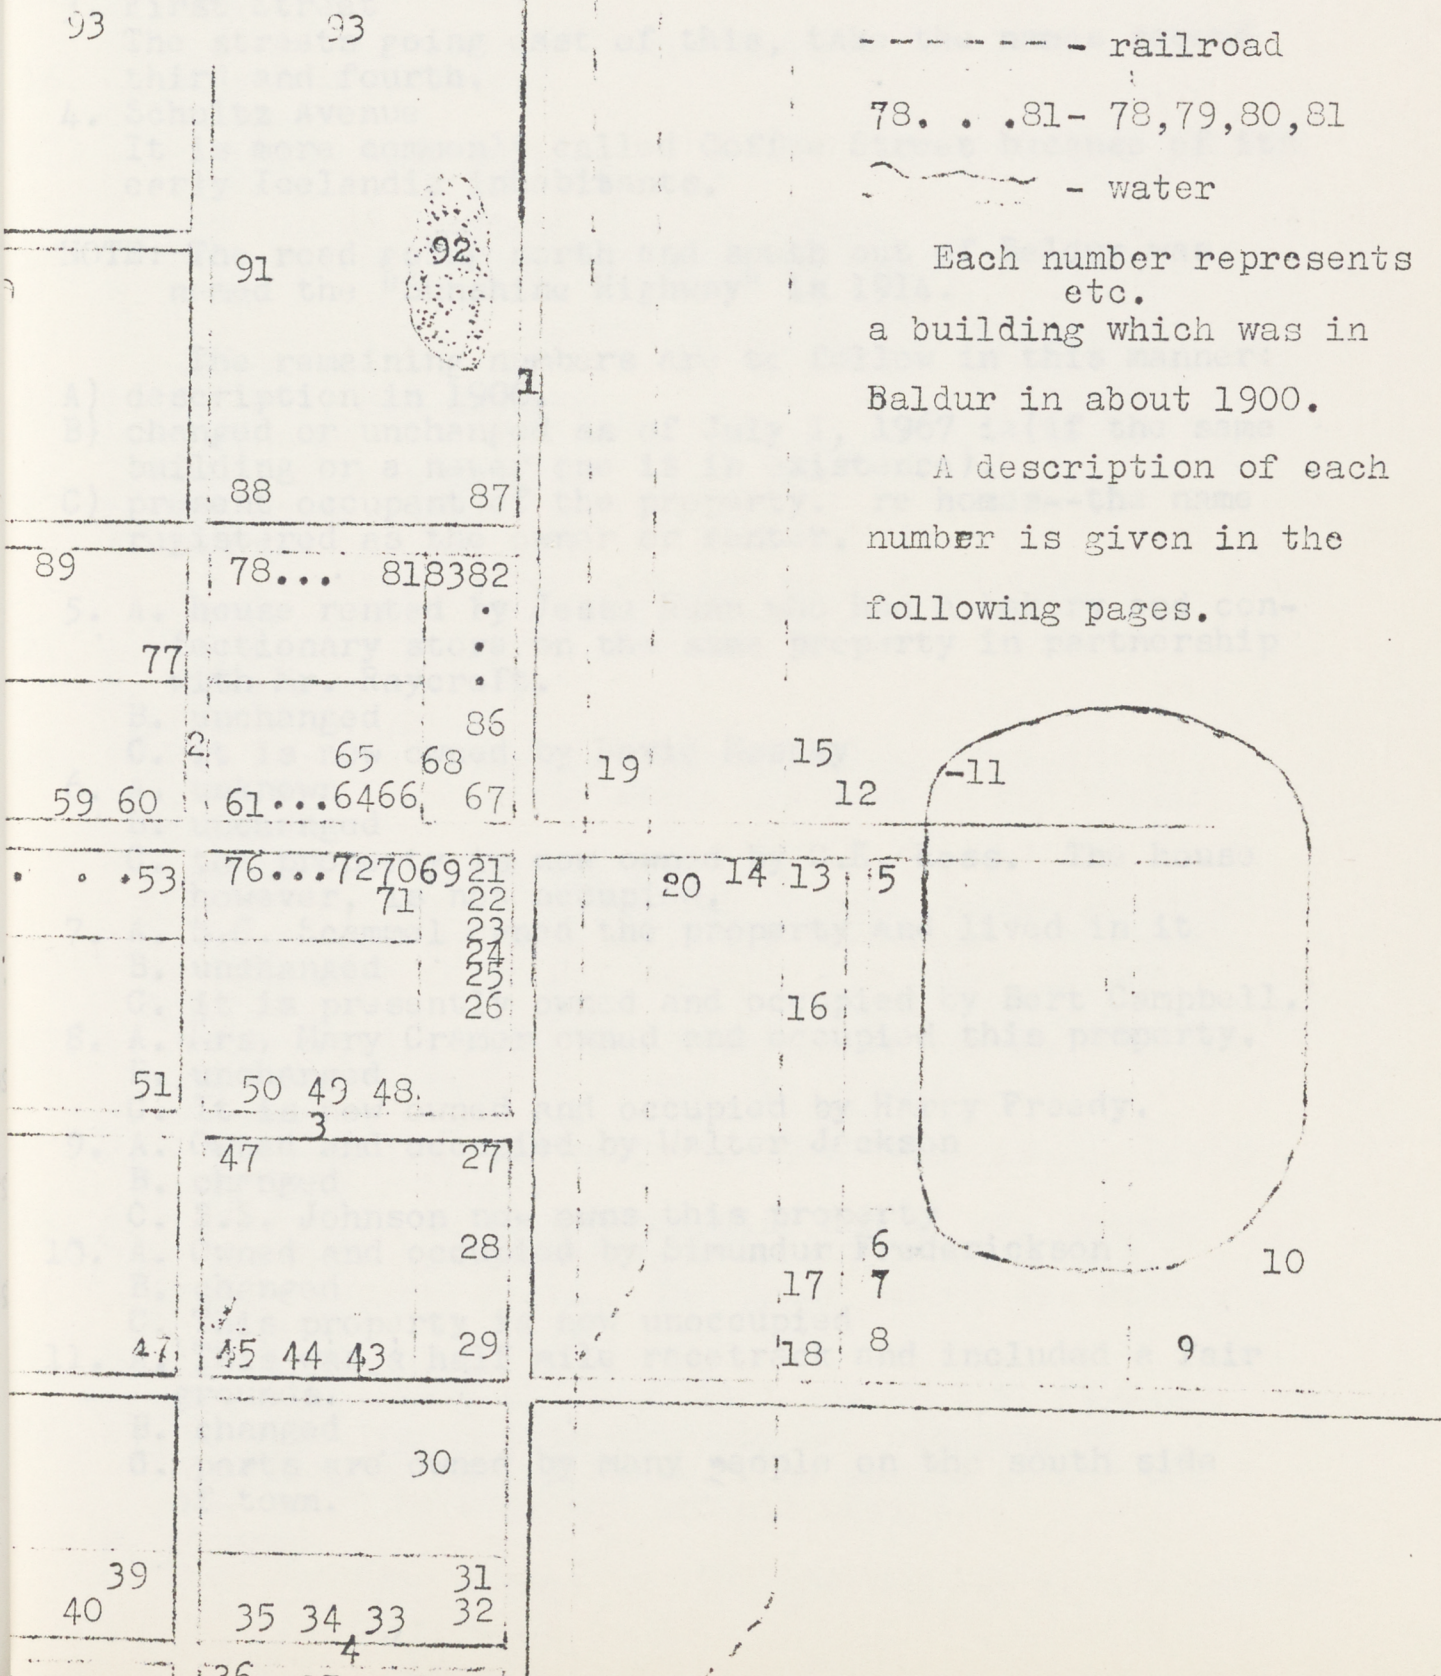 93 93
- - - - - - - - railroad
78. . .81- 78,79,80,81
- water
92
91
Each number represents
etc.
a building which was in
1
Baldur in about 1900.
A description of each
88 87
number is given in the
89 78... 818382
following pages.
77
86
2 65 68 19 15 -11
59 60 61...6466 67 12
. . .53 76...72706921 20 14 13 5
71 22
23
24
25
26 16
51 50 49 48
3
47 27
28 6 10
17 7
47 45 44 43 29 18 8 9
30
39 31
40 35 34 33 32
4
36